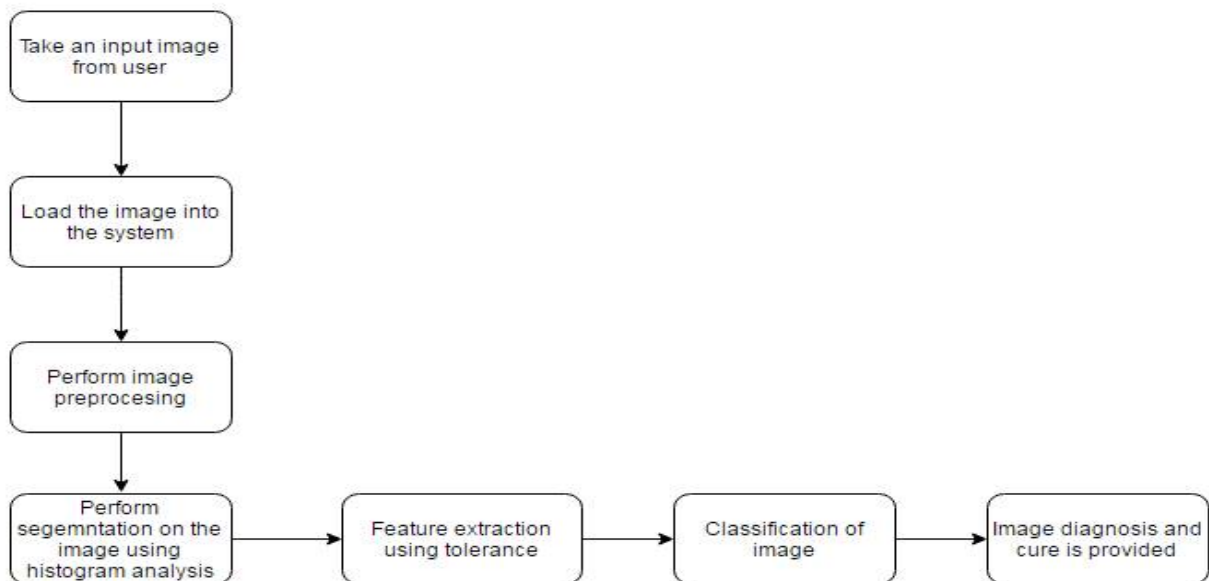 Take an input image
from user
Load the image into
the system
Perform image
preprocesing
Perform
segemntation on the
image using
histogram analysis
Feature extraction
using tolerance
Classification of
image
Image diagnosis and
cure is provided